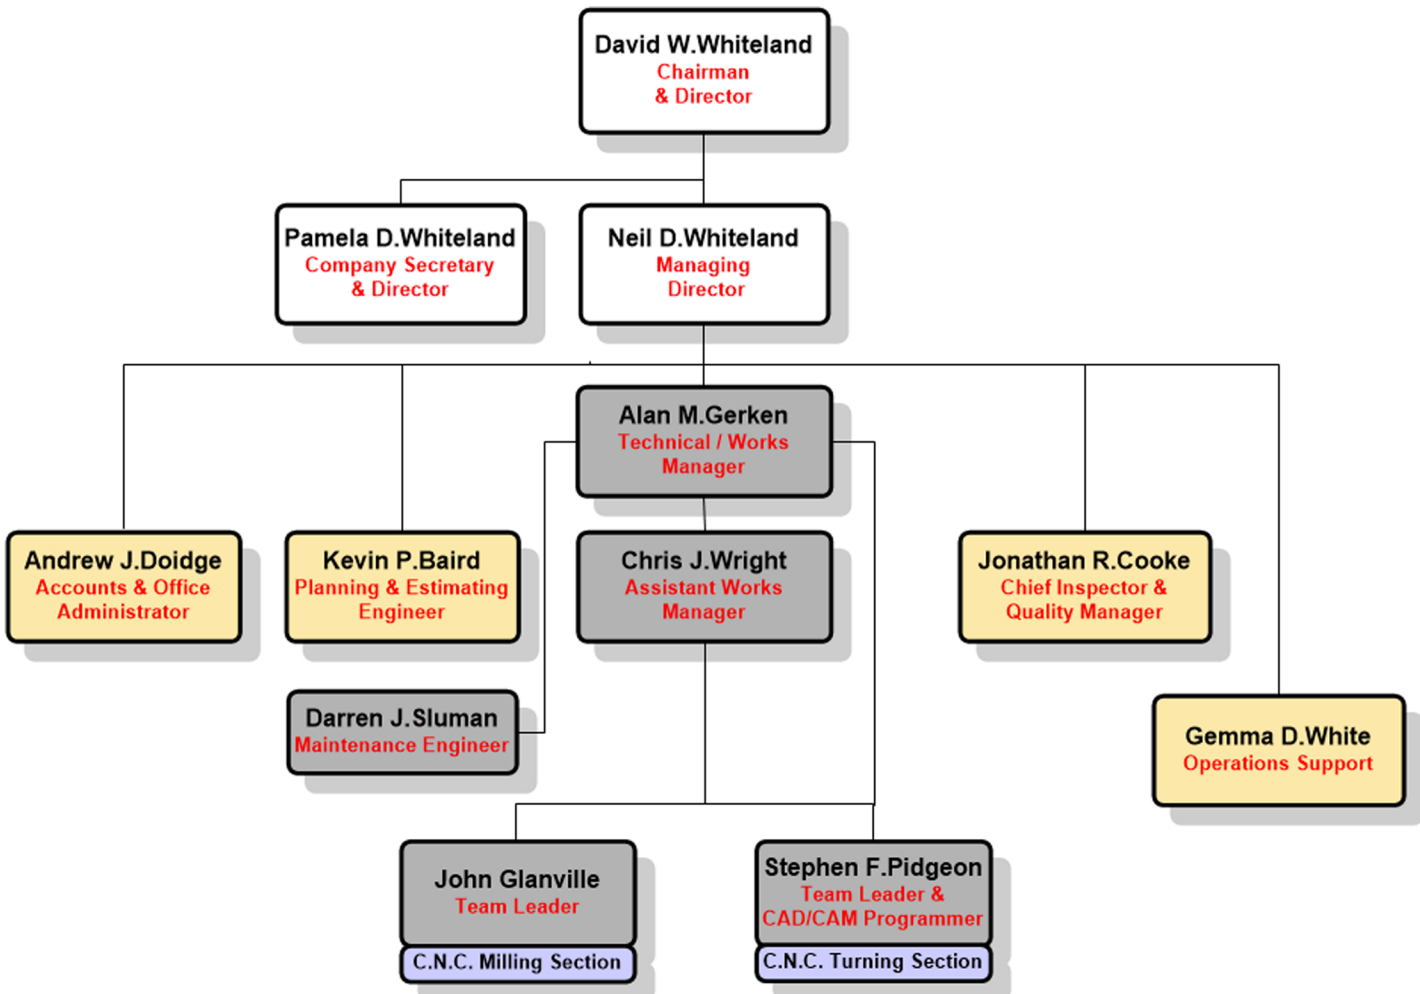 David W.Whiteland
Chairman
& Director
Pamela D.Whiteland
Company Secretary
& Director
Neil D.Whiteland
Managing
Director
Alan M.Gerken
Technical / Works
Manager
Andrew J.Doidge
Accounts & Office
Administrator
Kevin P.Baird
Planning & Estimating
Engineer
Chris J.Wright
Assistant Works
Manager
Jonathan R.Cooke
Chief Inspector &
Quality Manager
Darren J.Sluman
Maintenance Engineer
Gemma D.White
Operations Support
John Glanville
Team Leader
C.N.C. Milling Section
Stephen F.Pidgeon
Team Leader &
CAD/CAM Programmer
C.N.C. Turning Section